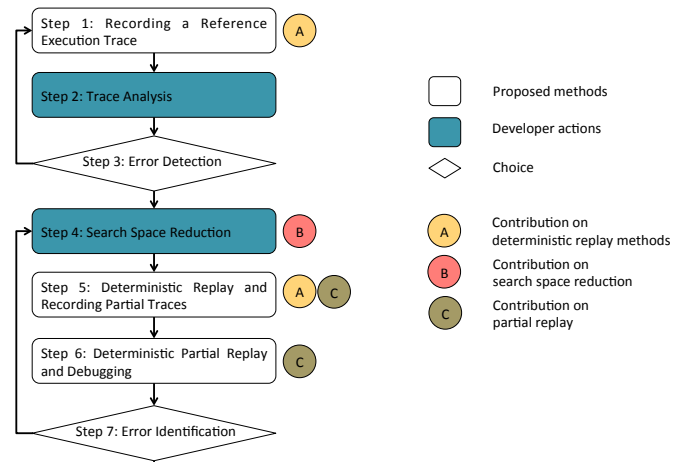 Step 1: Recording a Reference
Execution Trace
A
Step 2: Trace Analysis
Step 3: Error Detection
Step 4: Search Space Reduction
B
Step 5: Deterministic Replay and
Recording Partial Traces
A
C
Step 6: Deterministic Partial Replay
and Debugging
C
Step 7: Error Identification
Proposed methods
Developer actions
Choice
A
Contribution on
deterministic replay methods
B
Contribution on
search space reduction
C
Contribution on
partial replay